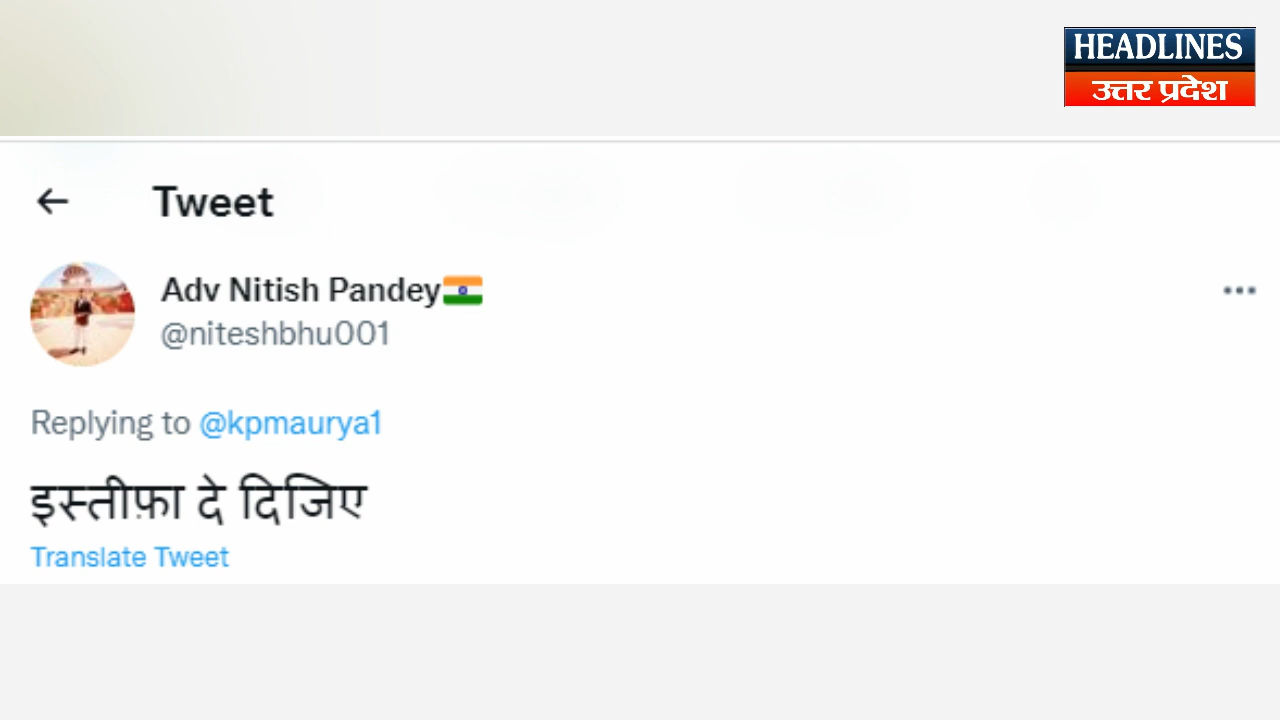 HEADLINES
उत्तर प्रदेश
Tweet
Adv Nitish Pandey🇮🇳
@niteshbhu001
Replying to @kpmaurya1
इस्तीफ़ा दे दिजिए
Translate Tweet